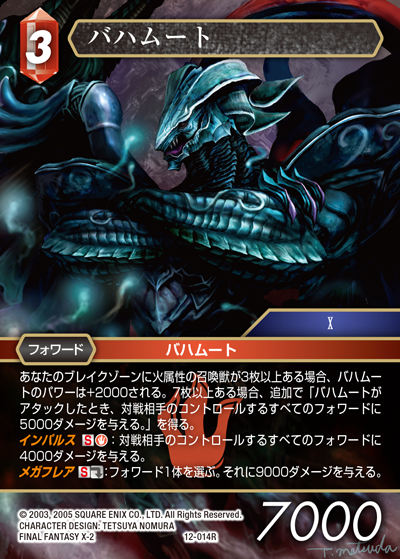 3
バハムート
X
フォワード
バハムート
あなたのブレイクゾーンに火属性の召喚獣が3枚以上ある場合、バハムー
トのパワーは+2000される。7枚以上ある場合、追加で「バハムートが
アタックしたとき、対戦相手のコントロールするすべてのフォワードに
5000ダメージを与える。」を得る。
インパルス S：対戦相手のコントロールするすべてのフォワードに
4000ダメージを与える。
メガフレア S：フォワード1体を選ぶ。それに9000ダメージを与える。
© 2003, 2005 SQUARE ENIX CO., LTD. All Rights Reserved.
CHARACTER DESIGN: TETSUYA NOMURA
FINAL FANTASY X-2
12-014R
7000
T. matsuda